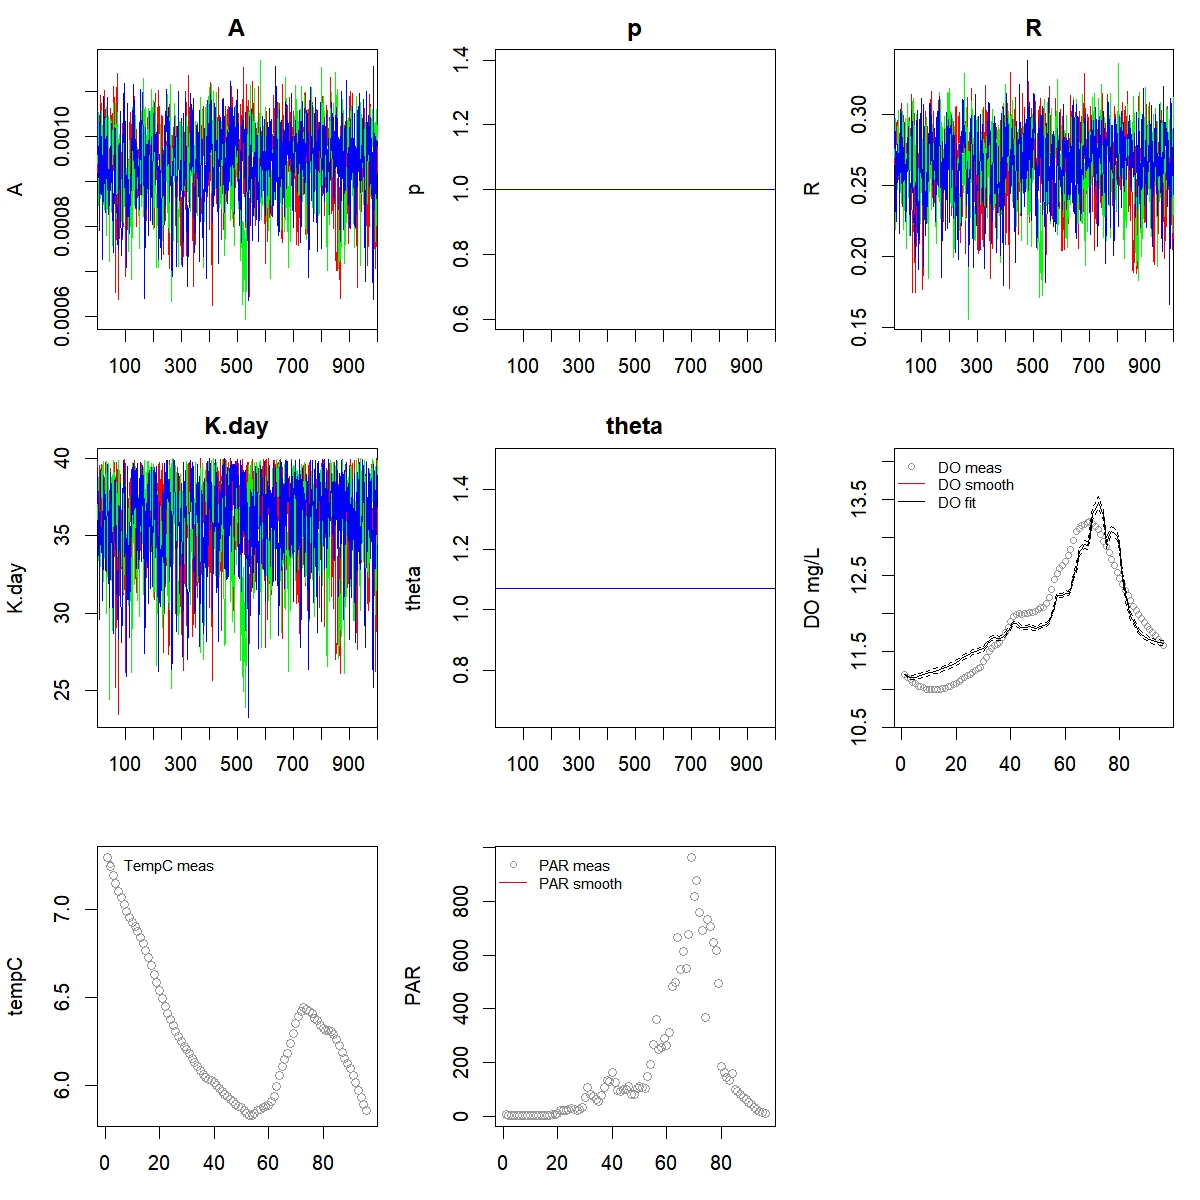 A
p
R
A
0.0006 0.0008 0.0010
100 300 500 700 900
p
0.6 0.8 1.0 1.2 1.4
100 300 500 700 900
R
0.15 0.20 0.25 0.30
100 300 500 700 900
K.day
theta
K.day
25 30 35 40
100 300 500 700 900
theta
0.8 1.0 1.2 1.4
100 300 500 700 900
DO mg/L
10.5 11.5 12.5 13.5
DO meas
DO smooth
DO fit
0 20 40 60 80
tempC
6.0 6.5 7.0
TempC meas
0 20 40 60 80
PAR
0 200 400 600 800
PAR meas
PAR smooth
0 20 40 60 80